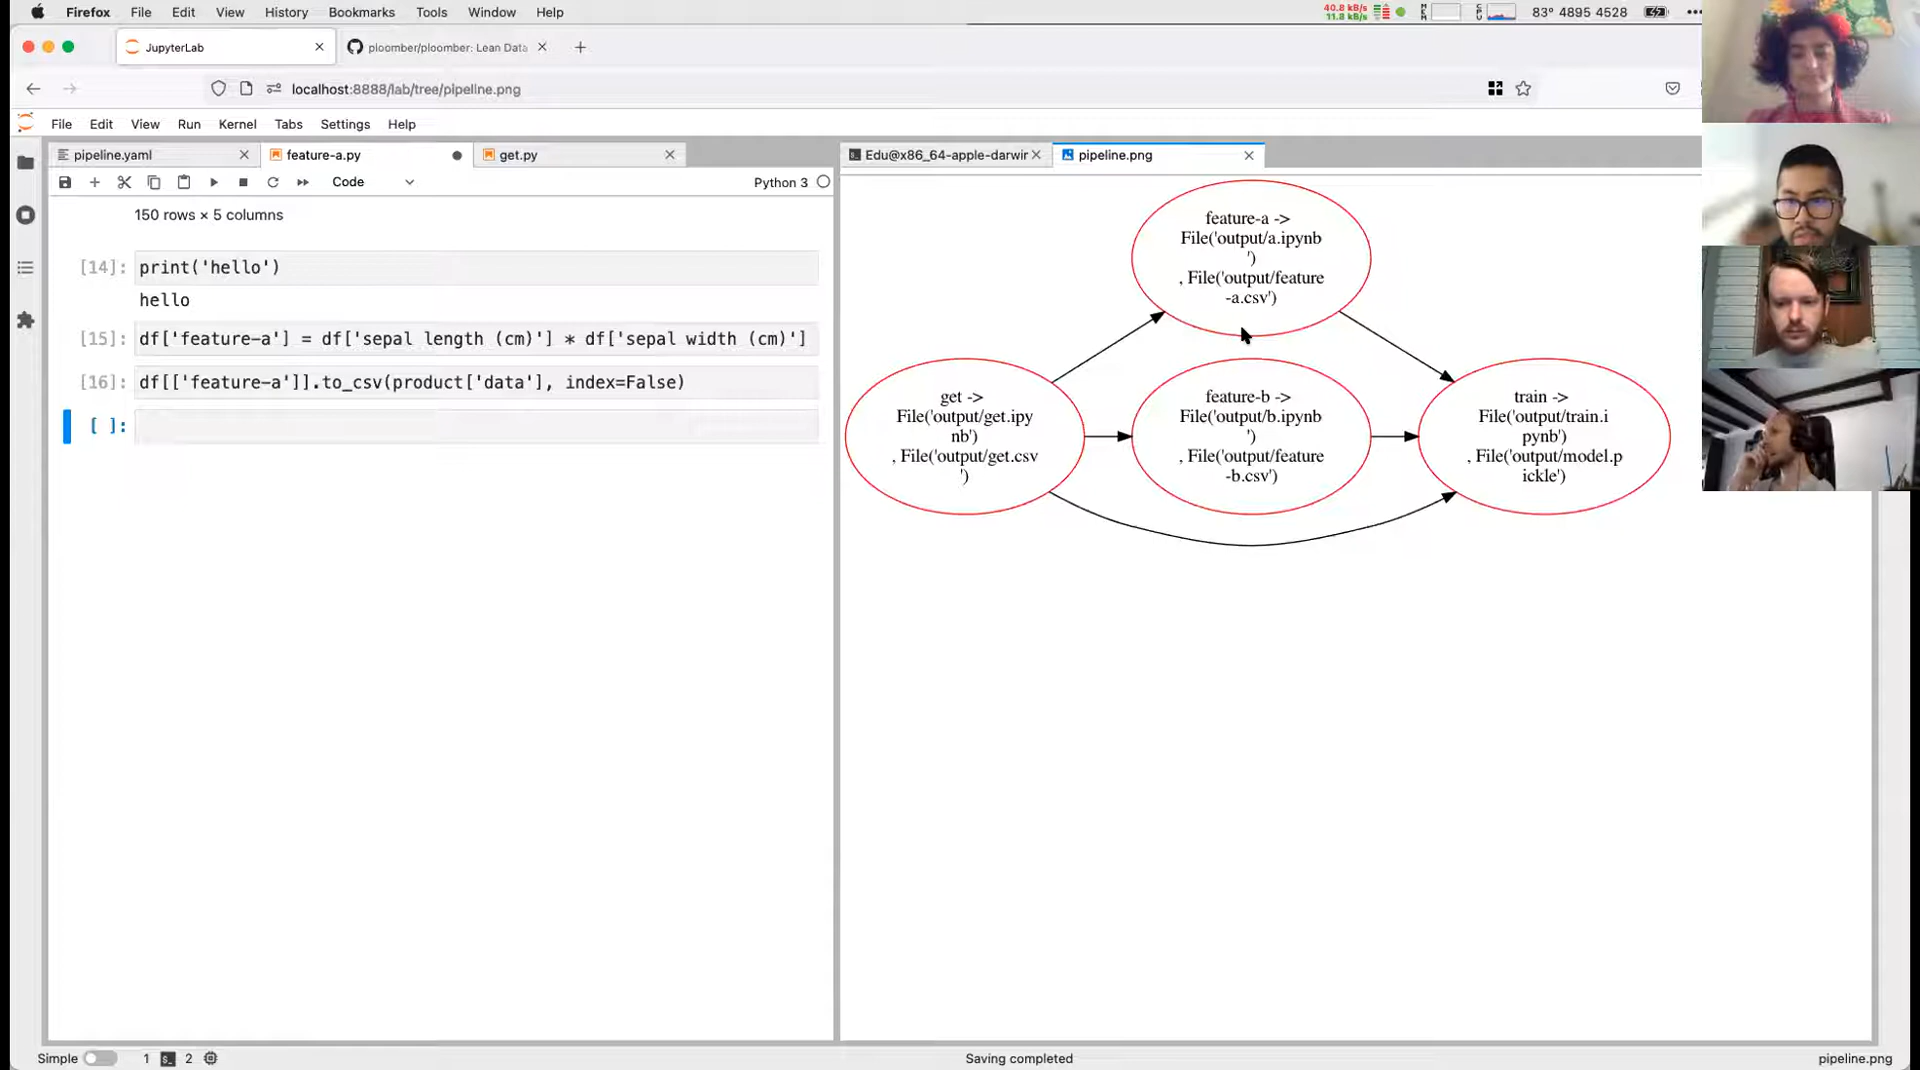 Firefox File Edit View History Bookmarks Tools Window Help
40.8 kB/s
11.8 kB/s
83° 4895 4528
JupyterLab
ploomber/ploomber: Lean Data
localhost:8888/lab/tree/pipeline.png
File Edit View Run Kernel Tabs Settings Help
pipeline.yaml
feature-a.py
get.py
Edu@x86_64-apple-darwir
pipeline.png
Code
Python 3
150 rows × 5 columns
[14]: print('hello')
hello
[15]: df['feature-a'] = df['sepal length (cm)'] * df['sepal width (cm)']
[16]: df[['feature-a']].to_csv(product['data'], index=False)
[ ]:
feature-a ->
File('output/a.ipynb
')
, File('output/feature
-a.csv')
get ->
File('output/get.ipy
nb')
, File('output/get.csv
')
feature-b ->
File('output/b.ipynb
')
, File('output/feature
-b.csv')
train ->
File('output/train.i
pynb')
, File('output/model.p
ickle')
Simple
1
2
Saving completed
pipeline.png